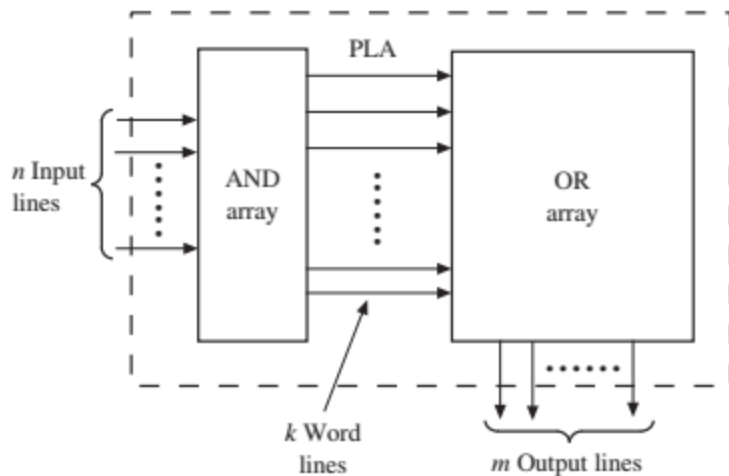 PLA
n Input
lines
AND
array
OR
array
k Word
lines
m Output lines